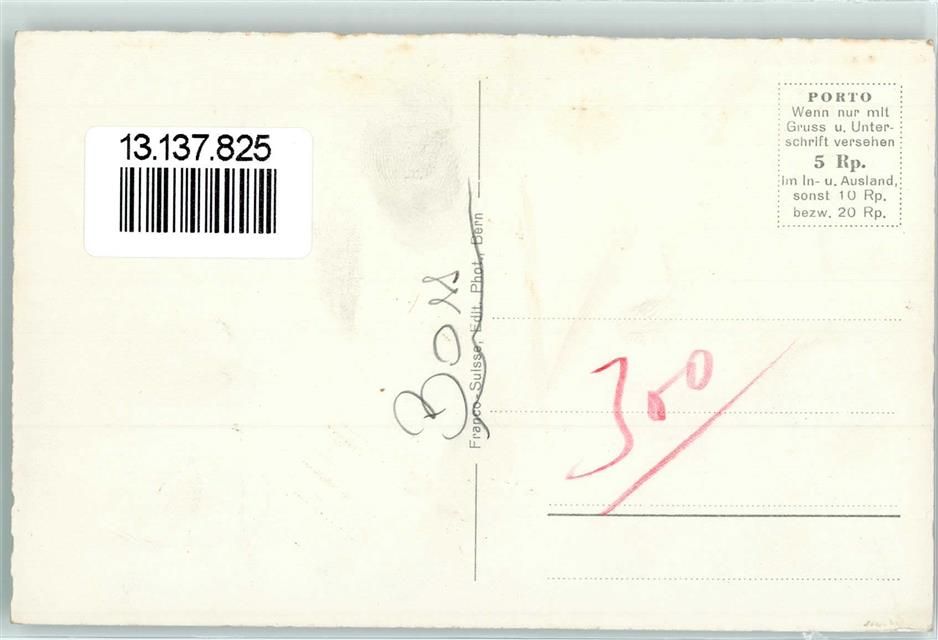 13.137.825
PORTO
Wenn nur mit
Gruss u. Unter-
schrift versehen
5 Rp.
im In- u. Ausland,
sonst 10 Rp.
bezw. 20 Rp.
Franco-Suisse, Edit. Phot., Bern
300